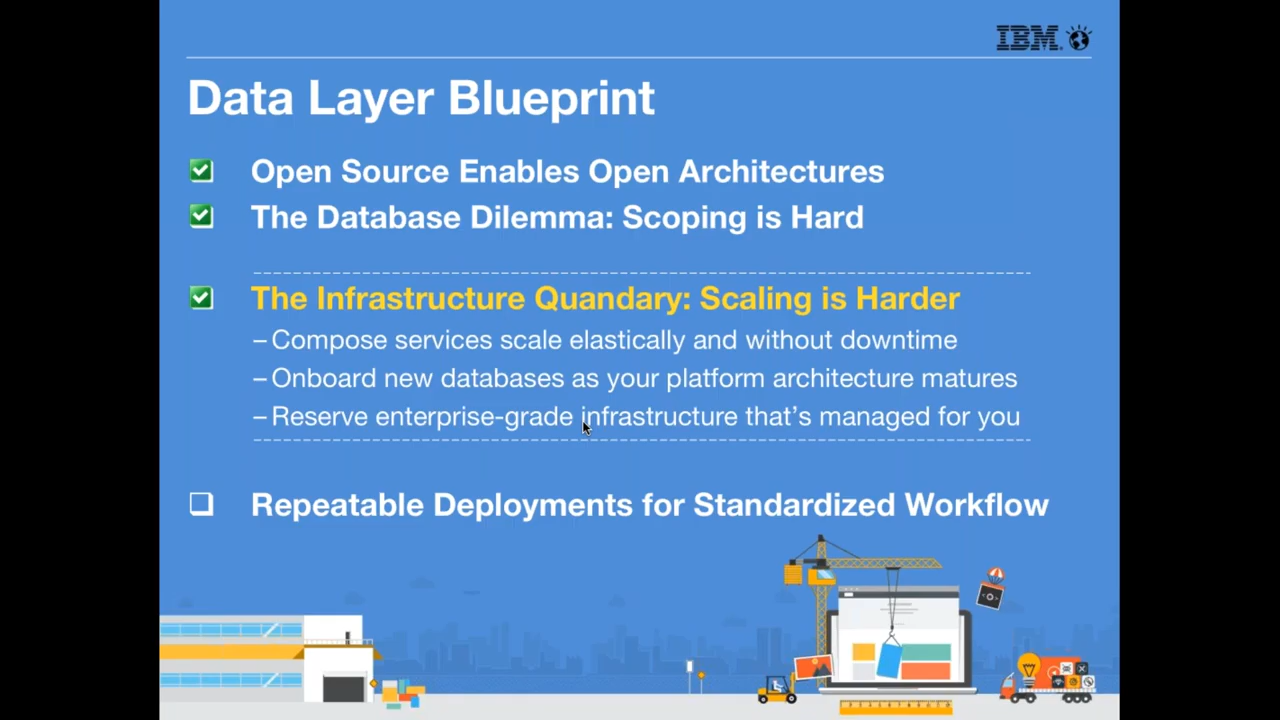 IBM.
Data Layer Blueprint
Open Source Enables Open Architectures
The Database Dilemma: Scoping is Hard
The Infrastructure Quandary: Scaling is Harder
– Compose services scale elastically and without downtime
– Onboard new databases as your platform architecture matures
– Reserve enterprise-grade infrastructure that’s managed for you
Repeatable Deployments for Standardized Workflow